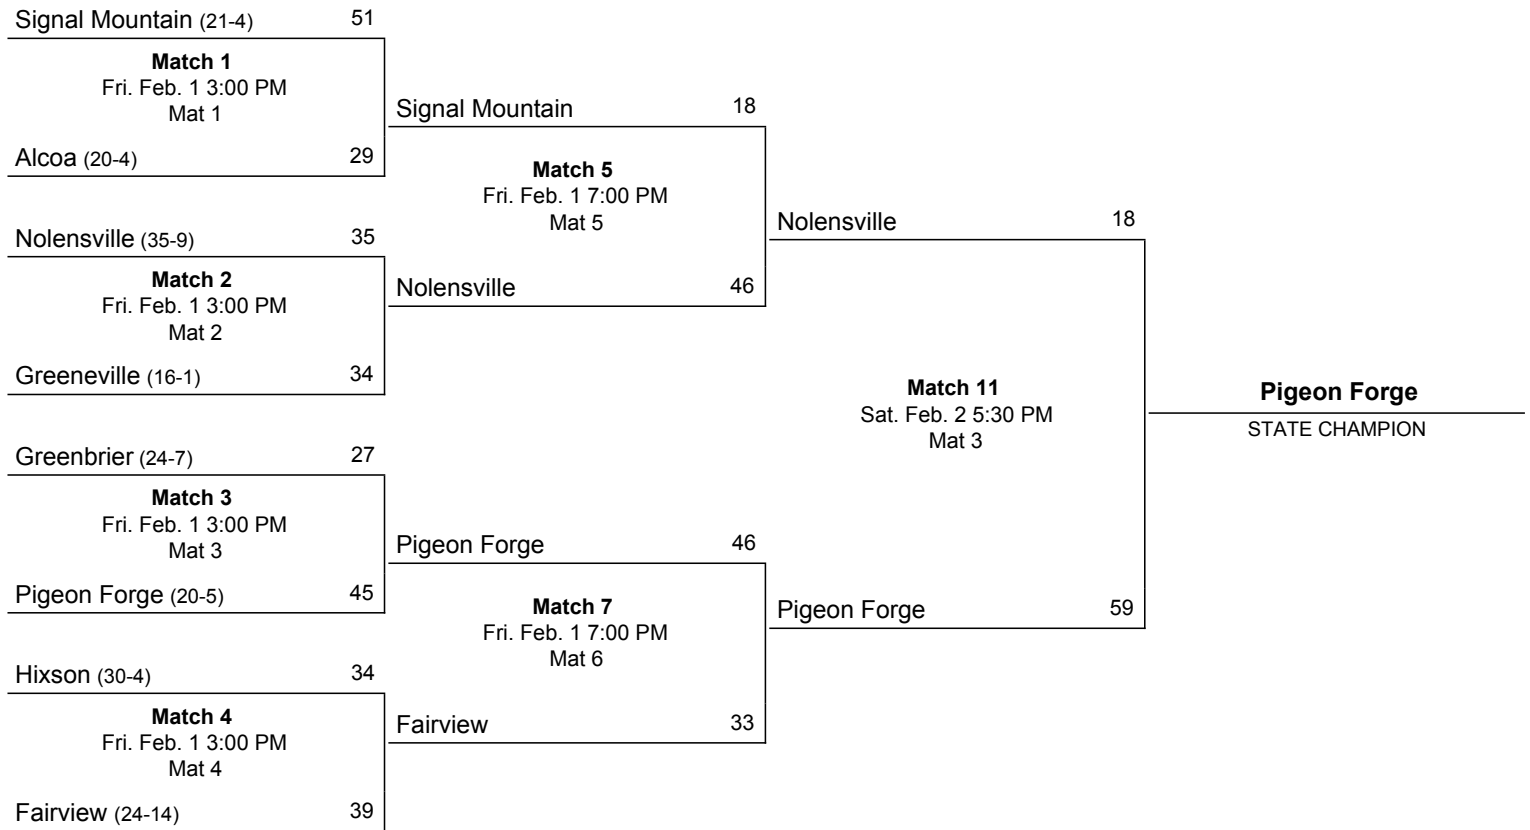 Signal Mountain (21-4) 51
Match 1
Fri. Feb. 1 3:00 PM
Mat 1
Alcoa (20-4) 29
Nolensville (35-9) 35
Match 2
Fri. Feb. 1 3:00 PM
Mat 2
Greeneville (16-1) 34
Greenbrier (24-7) 27
Match 3
Fri. Feb. 1 3:00 PM
Mat 3
Pigeon Forge (20-5) 45
Hixson (30-4) 34
Match 4
Fri. Feb. 1 3:00 PM
Mat 4
Fairview (24-14) 39
Signal Mountain 18
Match 5
Fri. Feb. 1 7:00 PM
Mat 5
Nolensville 46
Pigeon Forge 46
Match 7
Fri. Feb. 1 7:00 PM
Mat 6
Fairview 33
Nolensville 18
Match 11
Sat. Feb. 2 5:30 PM
Mat 3
Pigeon Forge 59
Pigeon Forge
STATE CHAMPION